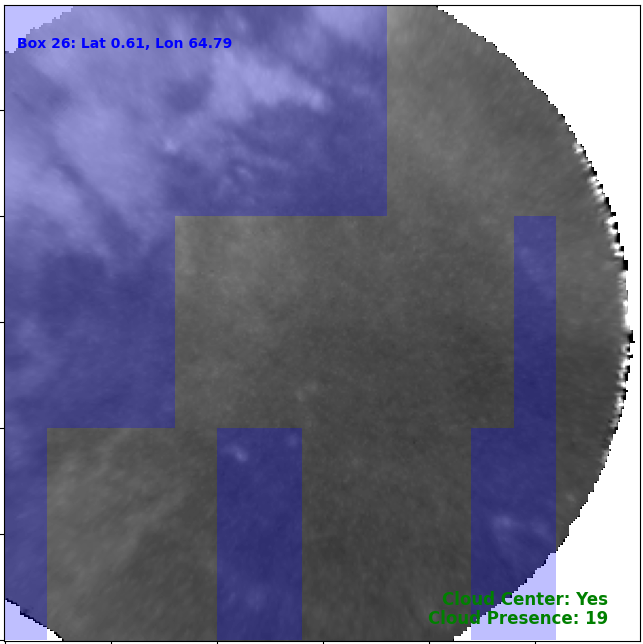 Box 26: Lat 0.61, Lon 64.79
Cloud Center: Yes
Cloud Presence: 19